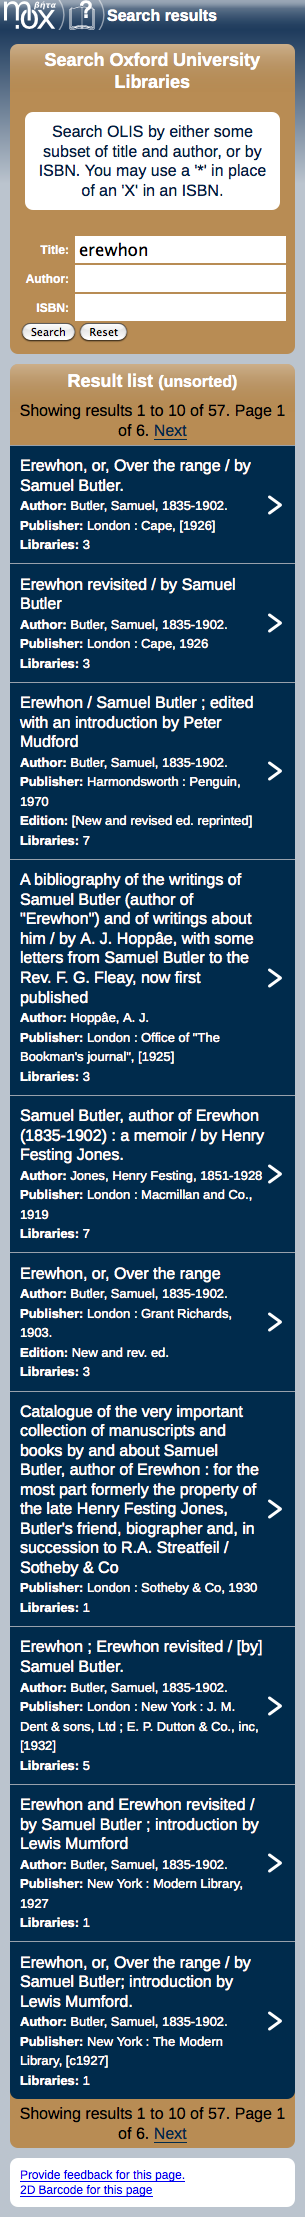 mox βήτα ? Search results
Search Oxford University
Libraries
Search OLIS by either some
subset of title and author, or by
ISBN. You may use a '*' in place
of an 'X' in an ISBN.
Title: erewhon
Author:
ISBN:
Search Reset
Result list (unsorted)
Showing results 1 to 10 of 57. Page 1
of 6. Next
Erewhon, or, Over the range / by
Samuel Butler.
Author: Butler, Samuel, 1835-1902.
Publisher: London : Cape, [1926]
Libraries: 3
Erewhon revisited / by Samuel
Butler
Author: Butler, Samuel, 1835-1902.
Publisher: London : Cape, 1926
Libraries: 3
Erewhon / Samuel Butler ; edited
with an introduction by Peter
Mudford
Author: Butler, Samuel, 1835-1902.
Publisher: Harmondsworth : Penguin,
1970
Edition: [New and revised ed. reprinted]
Libraries: 7
A bibliography of the writings of
Samuel Butler (author of
"Erewhon") and of writings about
him / by A. J. Hoppâe, with some
letters from Samuel Butler to the
Rev. F. G. Fleay, now first
published
Author: Hoppâe, A. J.
Publisher: London : Office of "The
Bookman's journal", [1925]
Libraries: 3
Samuel Butler, author of Erewhon
(1835-1902) : a memoir / by Henry
Festing Jones.
Author: Jones, Henry Festing, 1851-1928
Publisher: London : Macmillan and Co.,
1919
Libraries: 7
Erewhon, or, Over the range
Author: Butler, Samuel, 1835-1902.
Publisher: London : Grant Richards,
1903.
Edition: New and rev. ed.
Libraries: 3
Catalogue of the very important
collection of manuscripts and
books by and about Samuel
Butler, author of Erewhon : for the
most part formerly the property of
the late Henry Festing Jones,
Butler's friend, biographer and, in
succession to R.A. Streatfeil /
Sotheby & Co
Publisher: London : Sotheby & Co, 1930
Libraries: 1
Erewhon ; Erewhon revisited / [by]
Samuel Butler.
Author: Butler, Samuel, 1835-1902.
Publisher: London : New York : J. M.
Dent & sons, Ltd ; E. P. Dutton & Co., inc,
[1932]
Libraries: 5
Erewhon and Erewhon revisited /
by Samuel Butler ; introduction by
Lewis Mumford
Author: Butler, Samuel, 1835-1902.
Publisher: New York : Modern Library,
1927
Libraries: 1
Erewhon, or, Over the range / by
Samuel Butler; introduction by
Lewis Mumford.
Author: Butler, Samuel, 1835-1902.
Publisher: New York : The Modern
Library, [c1927]
Libraries: 1
Showing results 1 to 10 of 57. Page 1
of 6. Next
Provide feedback for this page.
2D Barcode for this page